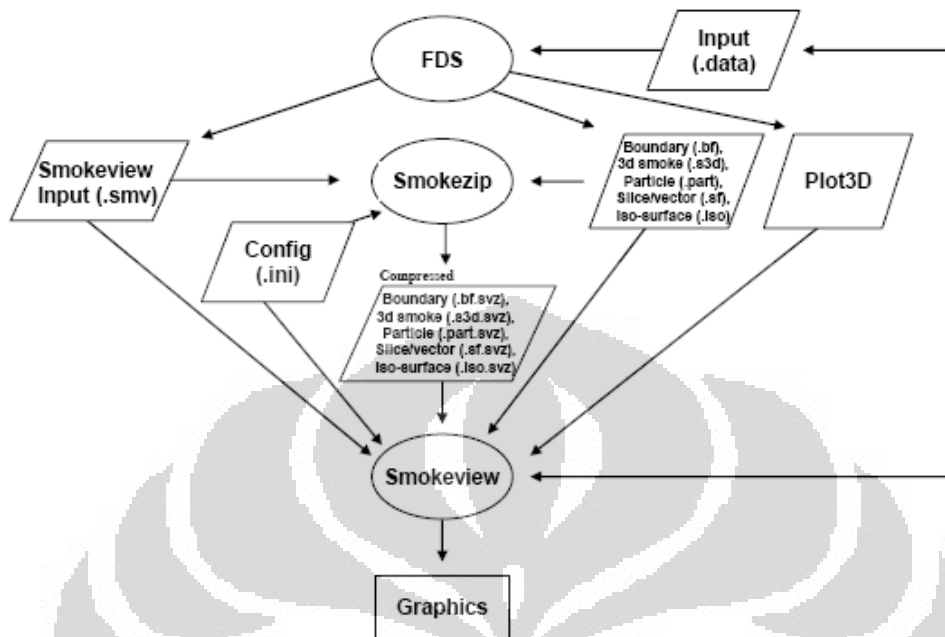 Input
(.data)
FDS
Smokeview
Input (.smv)
Smokezip
Boundary (.bf),
3d smoke (.s3d),
Particle (.part),
Slice/vector (.sf),
Iso-surface (.iso)
Plot3D
Config
(.ini)
Compressed
Boundary (.bf.svz),
3d smoke (.s3d.svz),
Particle (.part.svz),
Slice/vector (.sf.svz),
Iso-surface (.iso.svz)
Smokeview
Graphics